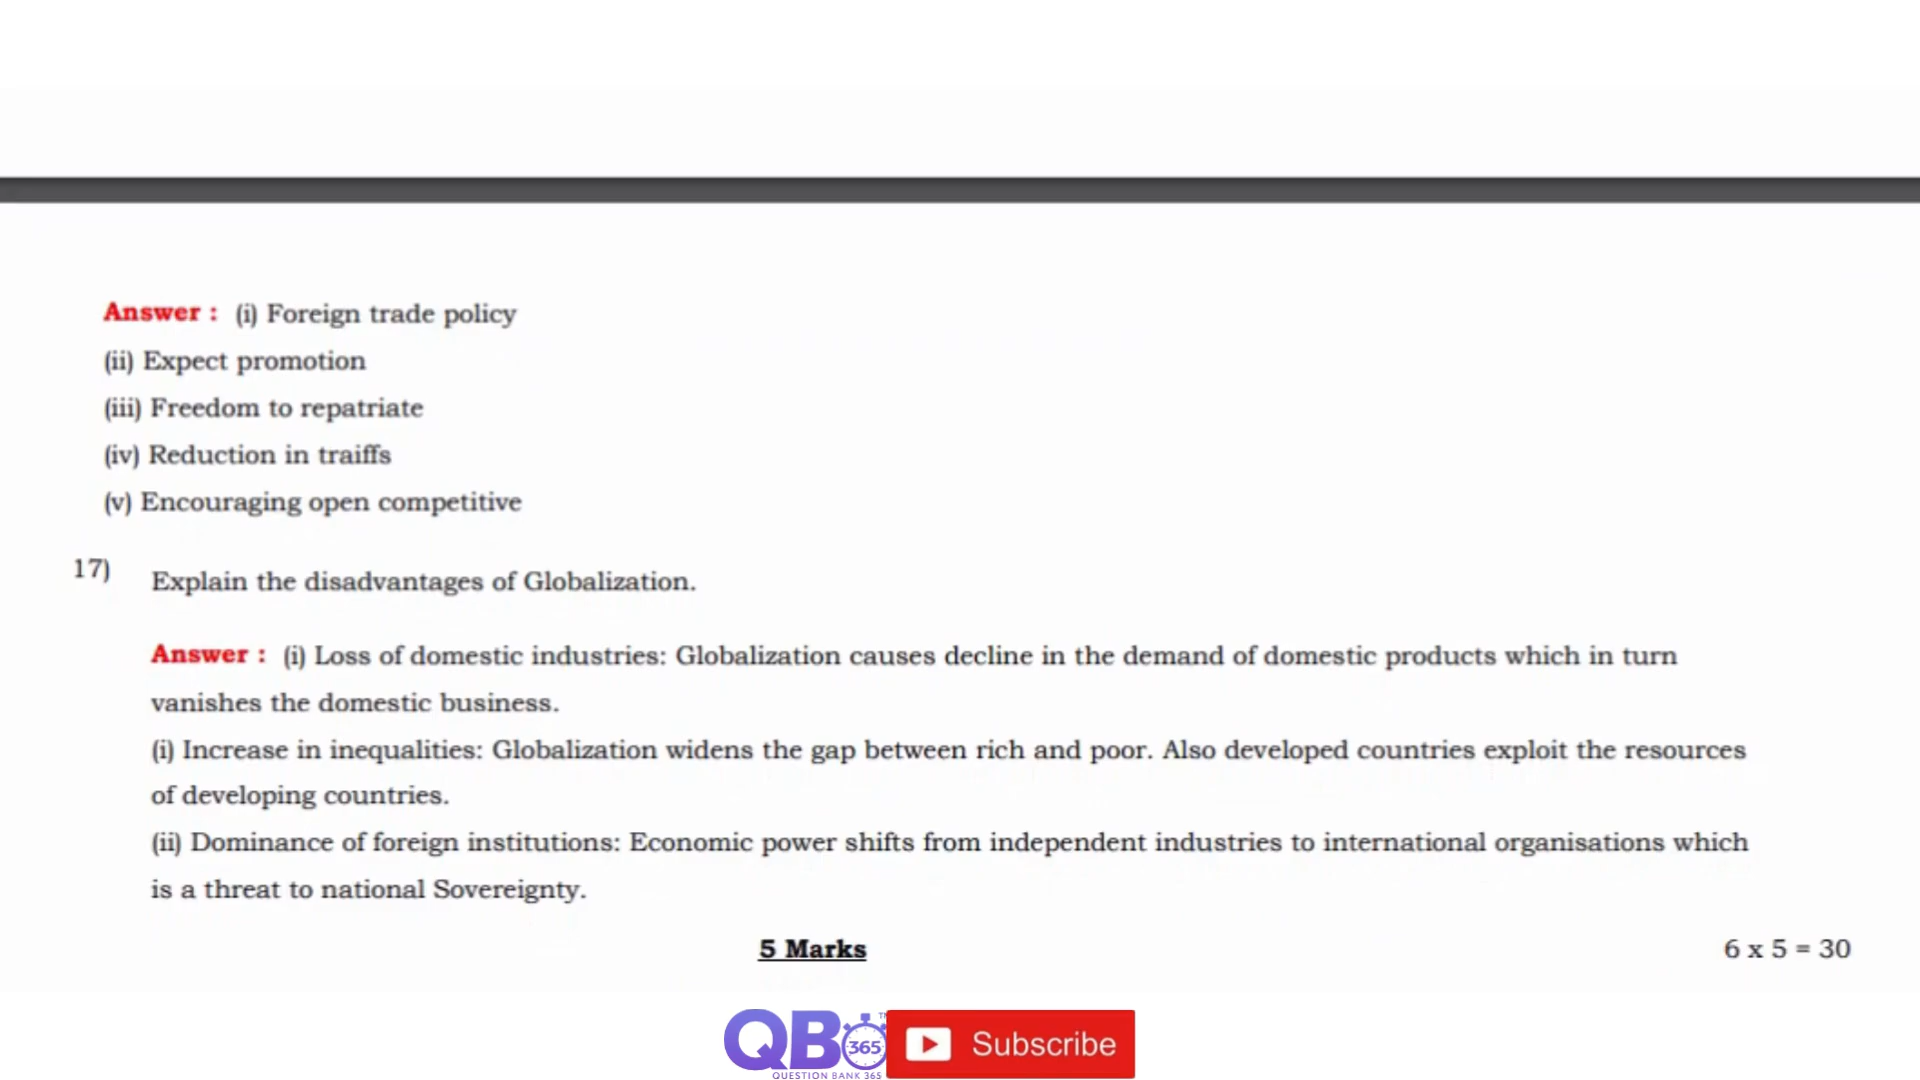 Answer : (i) Foreign trade policy
(ii) Expect promotion
(iii) Freedom to repatriate
(iv) Reduction in traiffs
(v) Encouraging open competitive
17) Explain the disadvantages of Globalization.
Answer : (i) Loss of domestic industries: Globalization causes decline in the demand of domestic products which in turn
vanishes the domestic business.
(i) Increase in inequalities: Globalization widens the gap between rich and poor. Also developed countries exploit the resources
of developing countries.
(ii) Dominance of foreign institutions: Economic power shifts from independent industries to international organisations which
is a threat to national Sovereignty.
5 Marks 6 x 5 = 30
QB 365 TM Subscribe
QUESTION BANK 365